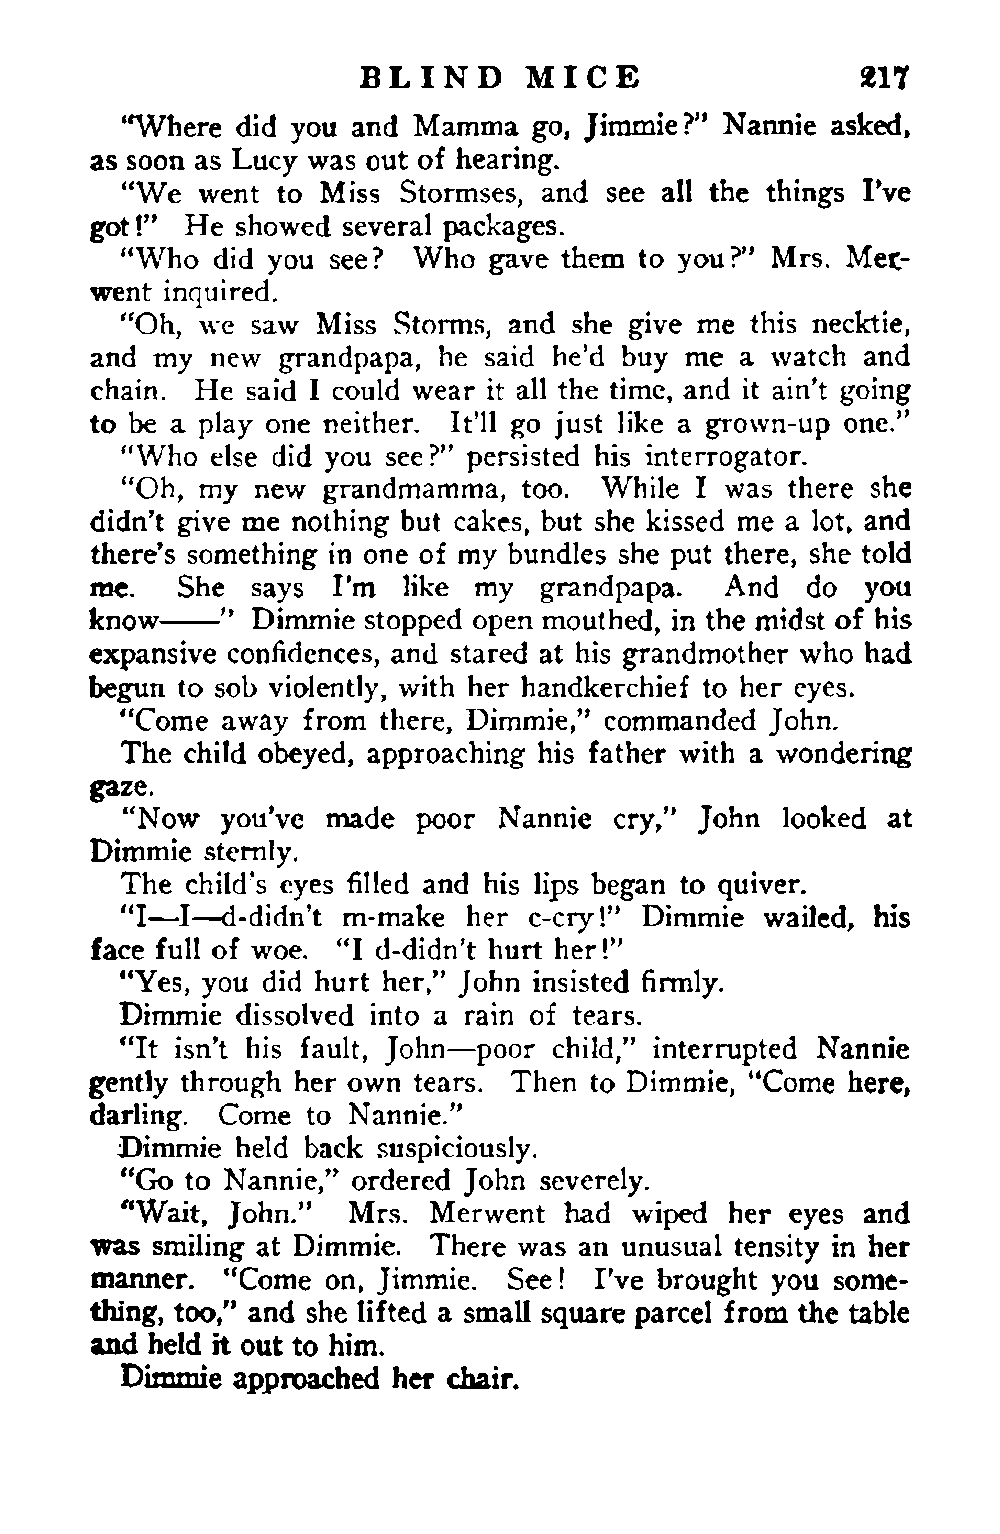 BLIND MICE 217
"Where did you and Mamma go, Jimmie?" Nannie asked,
as soon as Lucy was out of hearing.
"We went to Miss Stormses, and see all the things I've
got!" He showed several packages.
"Who did you see? Who gave them to you?" Mrs. Mer-
went inquired.
"Oh, we saw Miss Storms, and she give me this necktie,
and my new grandpapa, he said he'd buy me a watch and
chain. He said I could wear it all the time, and it ain't going
to be a play one neither. It'll go just like a grown-up one."
"Who else did you see?" persisted his interrogator.
"Oh, my new grandmamma, too. While I was there she
didn't give me nothing but cakes, but she kissed me a lot, and
there's something in one of my bundles she put there, she told
me. She says I'm like my grandpapa. And do you
know——" Dimmie stopped open mouthed, in the midst of his
expansive confidences, and stared at his grandmother who had
begun to sob violently, with her handkerchief to her eyes.
"Come away from there, Dimmie," commanded John.
The child obeyed, approaching his father with a wondering
gaze.
"Now you've made poor Nannie cry," John looked at
Dimmie sternly.
The child's eyes filled and his lips began to quiver.
"I—I—d-didn't m-make her c-cry!" Dimmie wailed, his
face full of woe. "I d-didn't hurt her!"
"Yes, you did hurt her," John insisted firmly.
Dimmie dissolved into a rain of tears.
"It isn't his fault, John—poor child," interrupted Nannie
gently through her own tears. Then to Dimmie, "Come here,
darling. Come to Nannie."
Dimmie held back suspiciously.
"Go to Nannie," ordered John severely.
"Wait, John." Mrs. Merwent had wiped her eyes and
was smiling at Dimmie. There was an unusual tensity in her
manner. "Come on, Jimmie. See! I've brought you some-
thing, too," and she lifted a small square parcel from the table
and held it out to him.
Dimmie approached her chair.